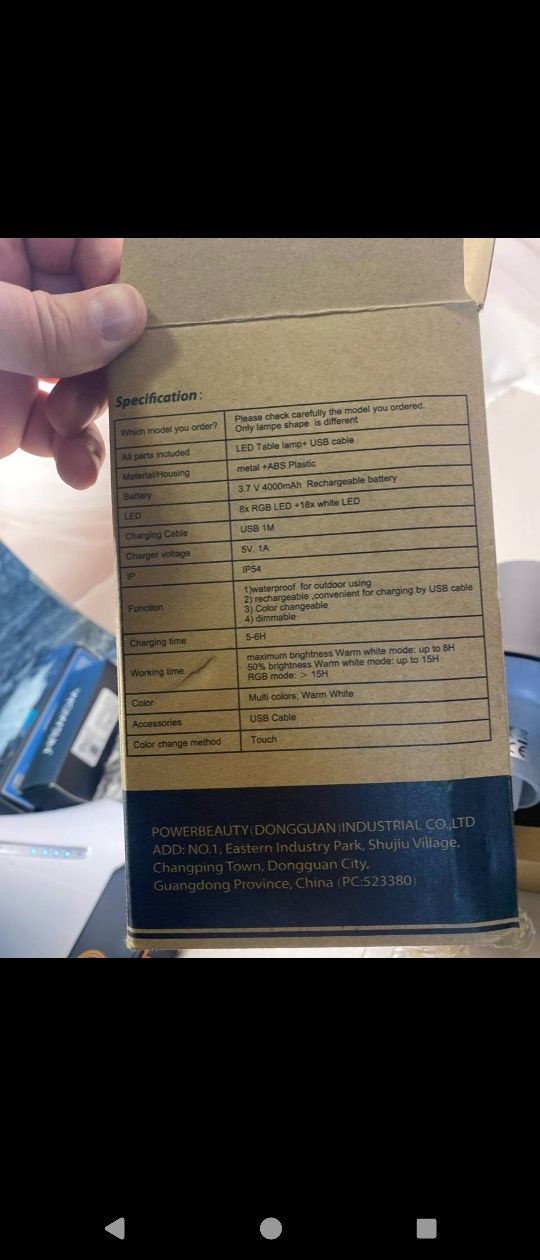 Specification :
Which model you order? Please check carefully the model you ordered.
Only lampe shape is different
All parts included LED Table lamp+ USB cable
Material/Housing metal +ABS Plastic
Battery 3.7 V 4000mAh Rechargeable battery
LED 8x RGB LED +18x white LED
Charging Cable USB 1M
Charger voltage 5V, 1A
IP IP54
Function 1)waterproof for outdoor using
2) rechargeable ,convenient for charging by USB cable
3) Color changeable
4) dimmable
Charging time 5-6H
Working time maximum brightness Warm white mode: up to 8H
50% brightness Warm white mode: up to 15H
RGB mode: > 15H
Color Multi colors; Warm White
Accessories USB Cable
Color change method Touch
POWERBEAUTY(DONGGUAN)INDUSTRIAL CO.,LTD
ADD: NO.1, Eastern Industry Park, Shujiu Village,
Changping Town, Dongguan City,
Guangdong Province, China (PC:523380)